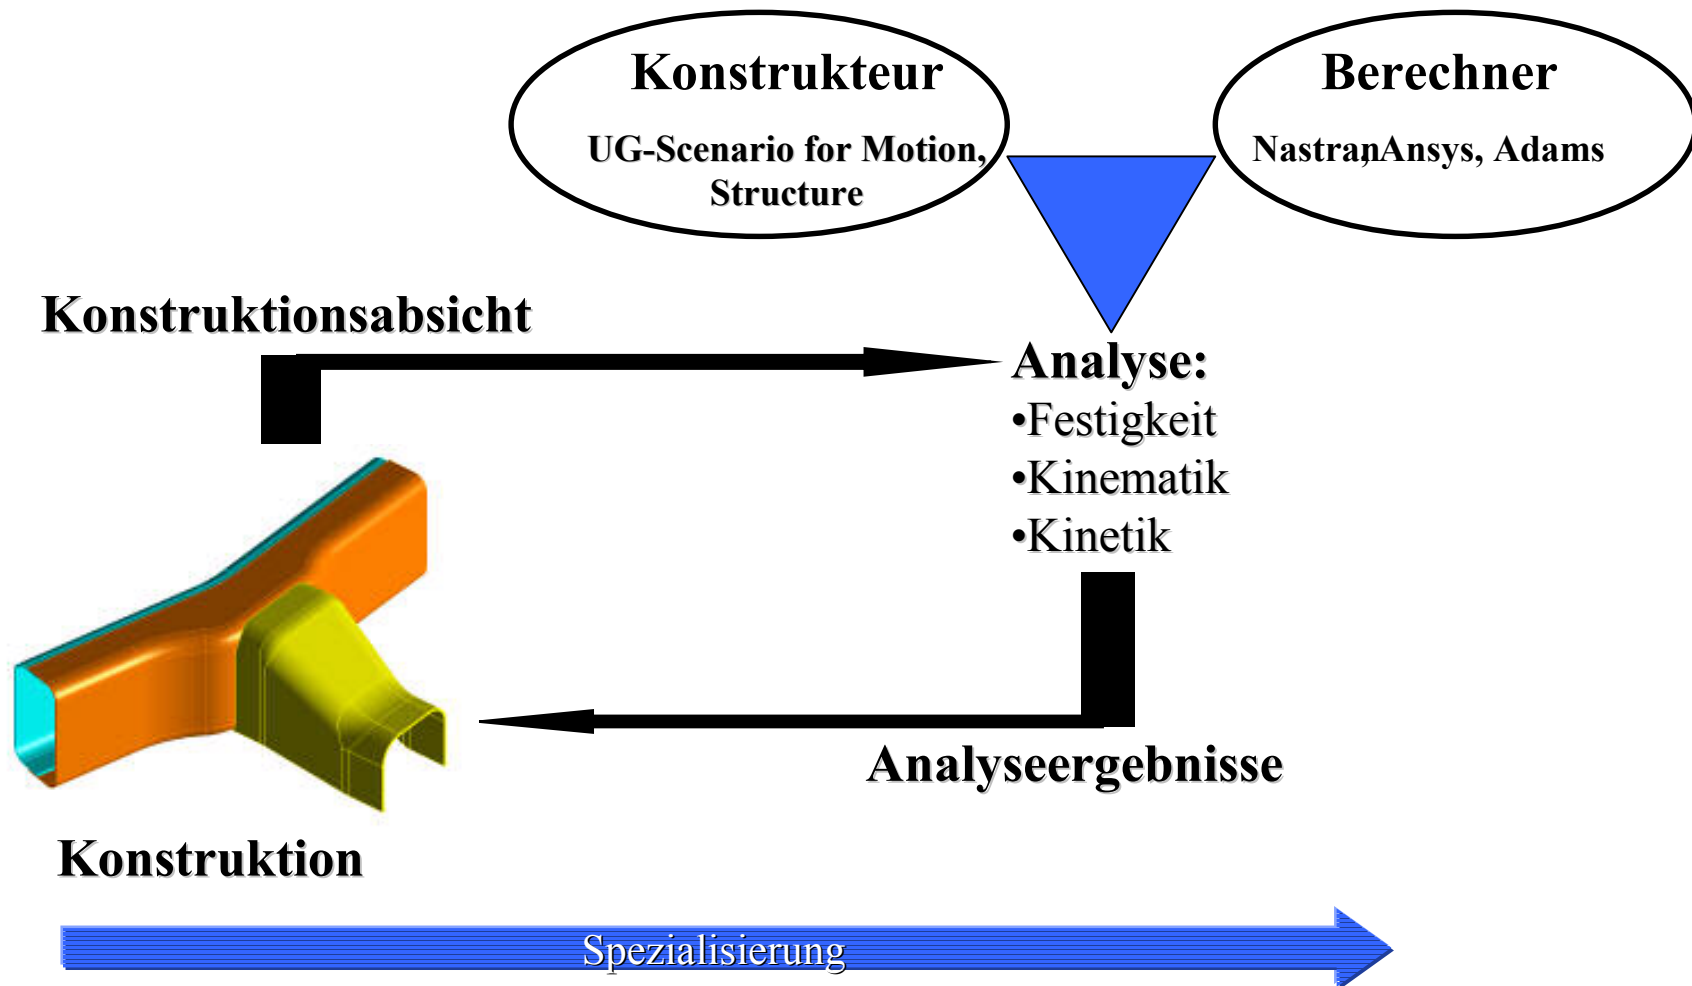 Konstrukteur
UG-Scenario for Motion,
Structure
Berechner
Nastran, Ansys, Adams
Konstruktionsabsicht
Analyse:
•Festigkeit
•Kinematik
•Kinetik
Analyseergebnisse
Konstruktion
Spezialisierung